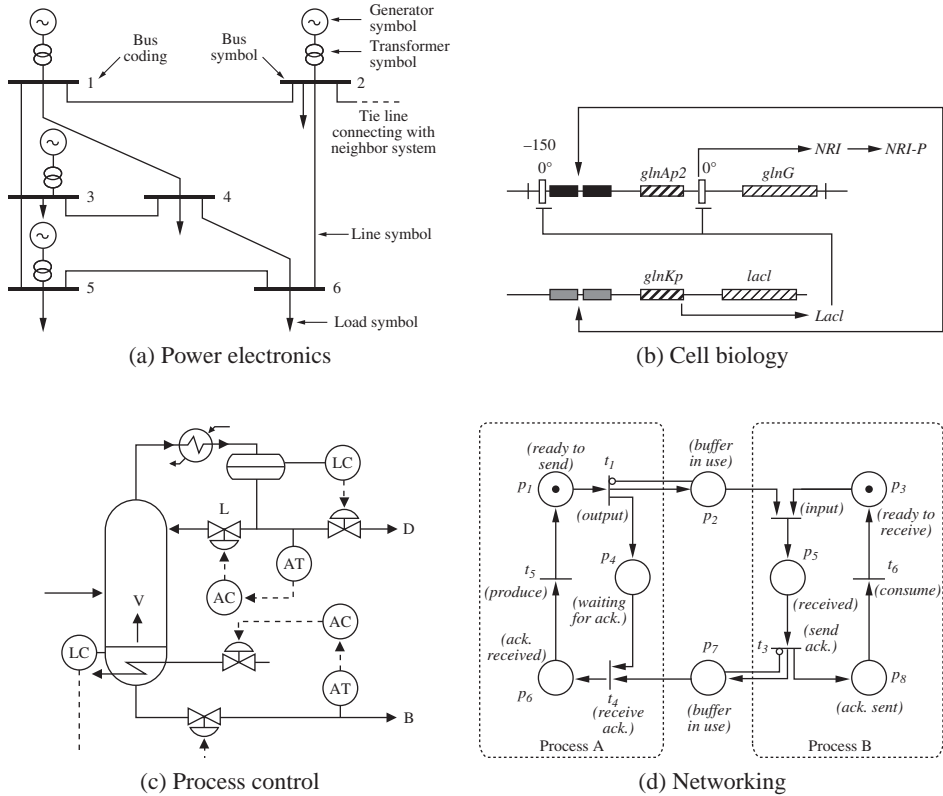 Generator
symbol
Transformer
symbol
Bus
coding
Bus
symbol
1
2
Tie line
connecting with
neighbor system
3
4
Line symbol
5
6
Load symbol
(a) Power electronics
–150
0°
glnAp2
0°
NRI
NRI-P
glnG
glnKp
lacl
Lacl
(b) Cell biology
LC
L
D
AT
AC
V
AC
LC
AT
B
(c) Process control
(ready to
send)
t1
(buffer
in use)
p1
p2
p3
(output)
(input)
(ready to
receive)
p4
p5
t5
t6
(produce)
(consume)
(waiting
for ack.)
(received)
(ack.
received)
(send
ack.)
t3
p7
p6
p8
t4
(receive
ack.)
(buffer
in use)
(ack. sent)
Process A
Process B
(d) Networking